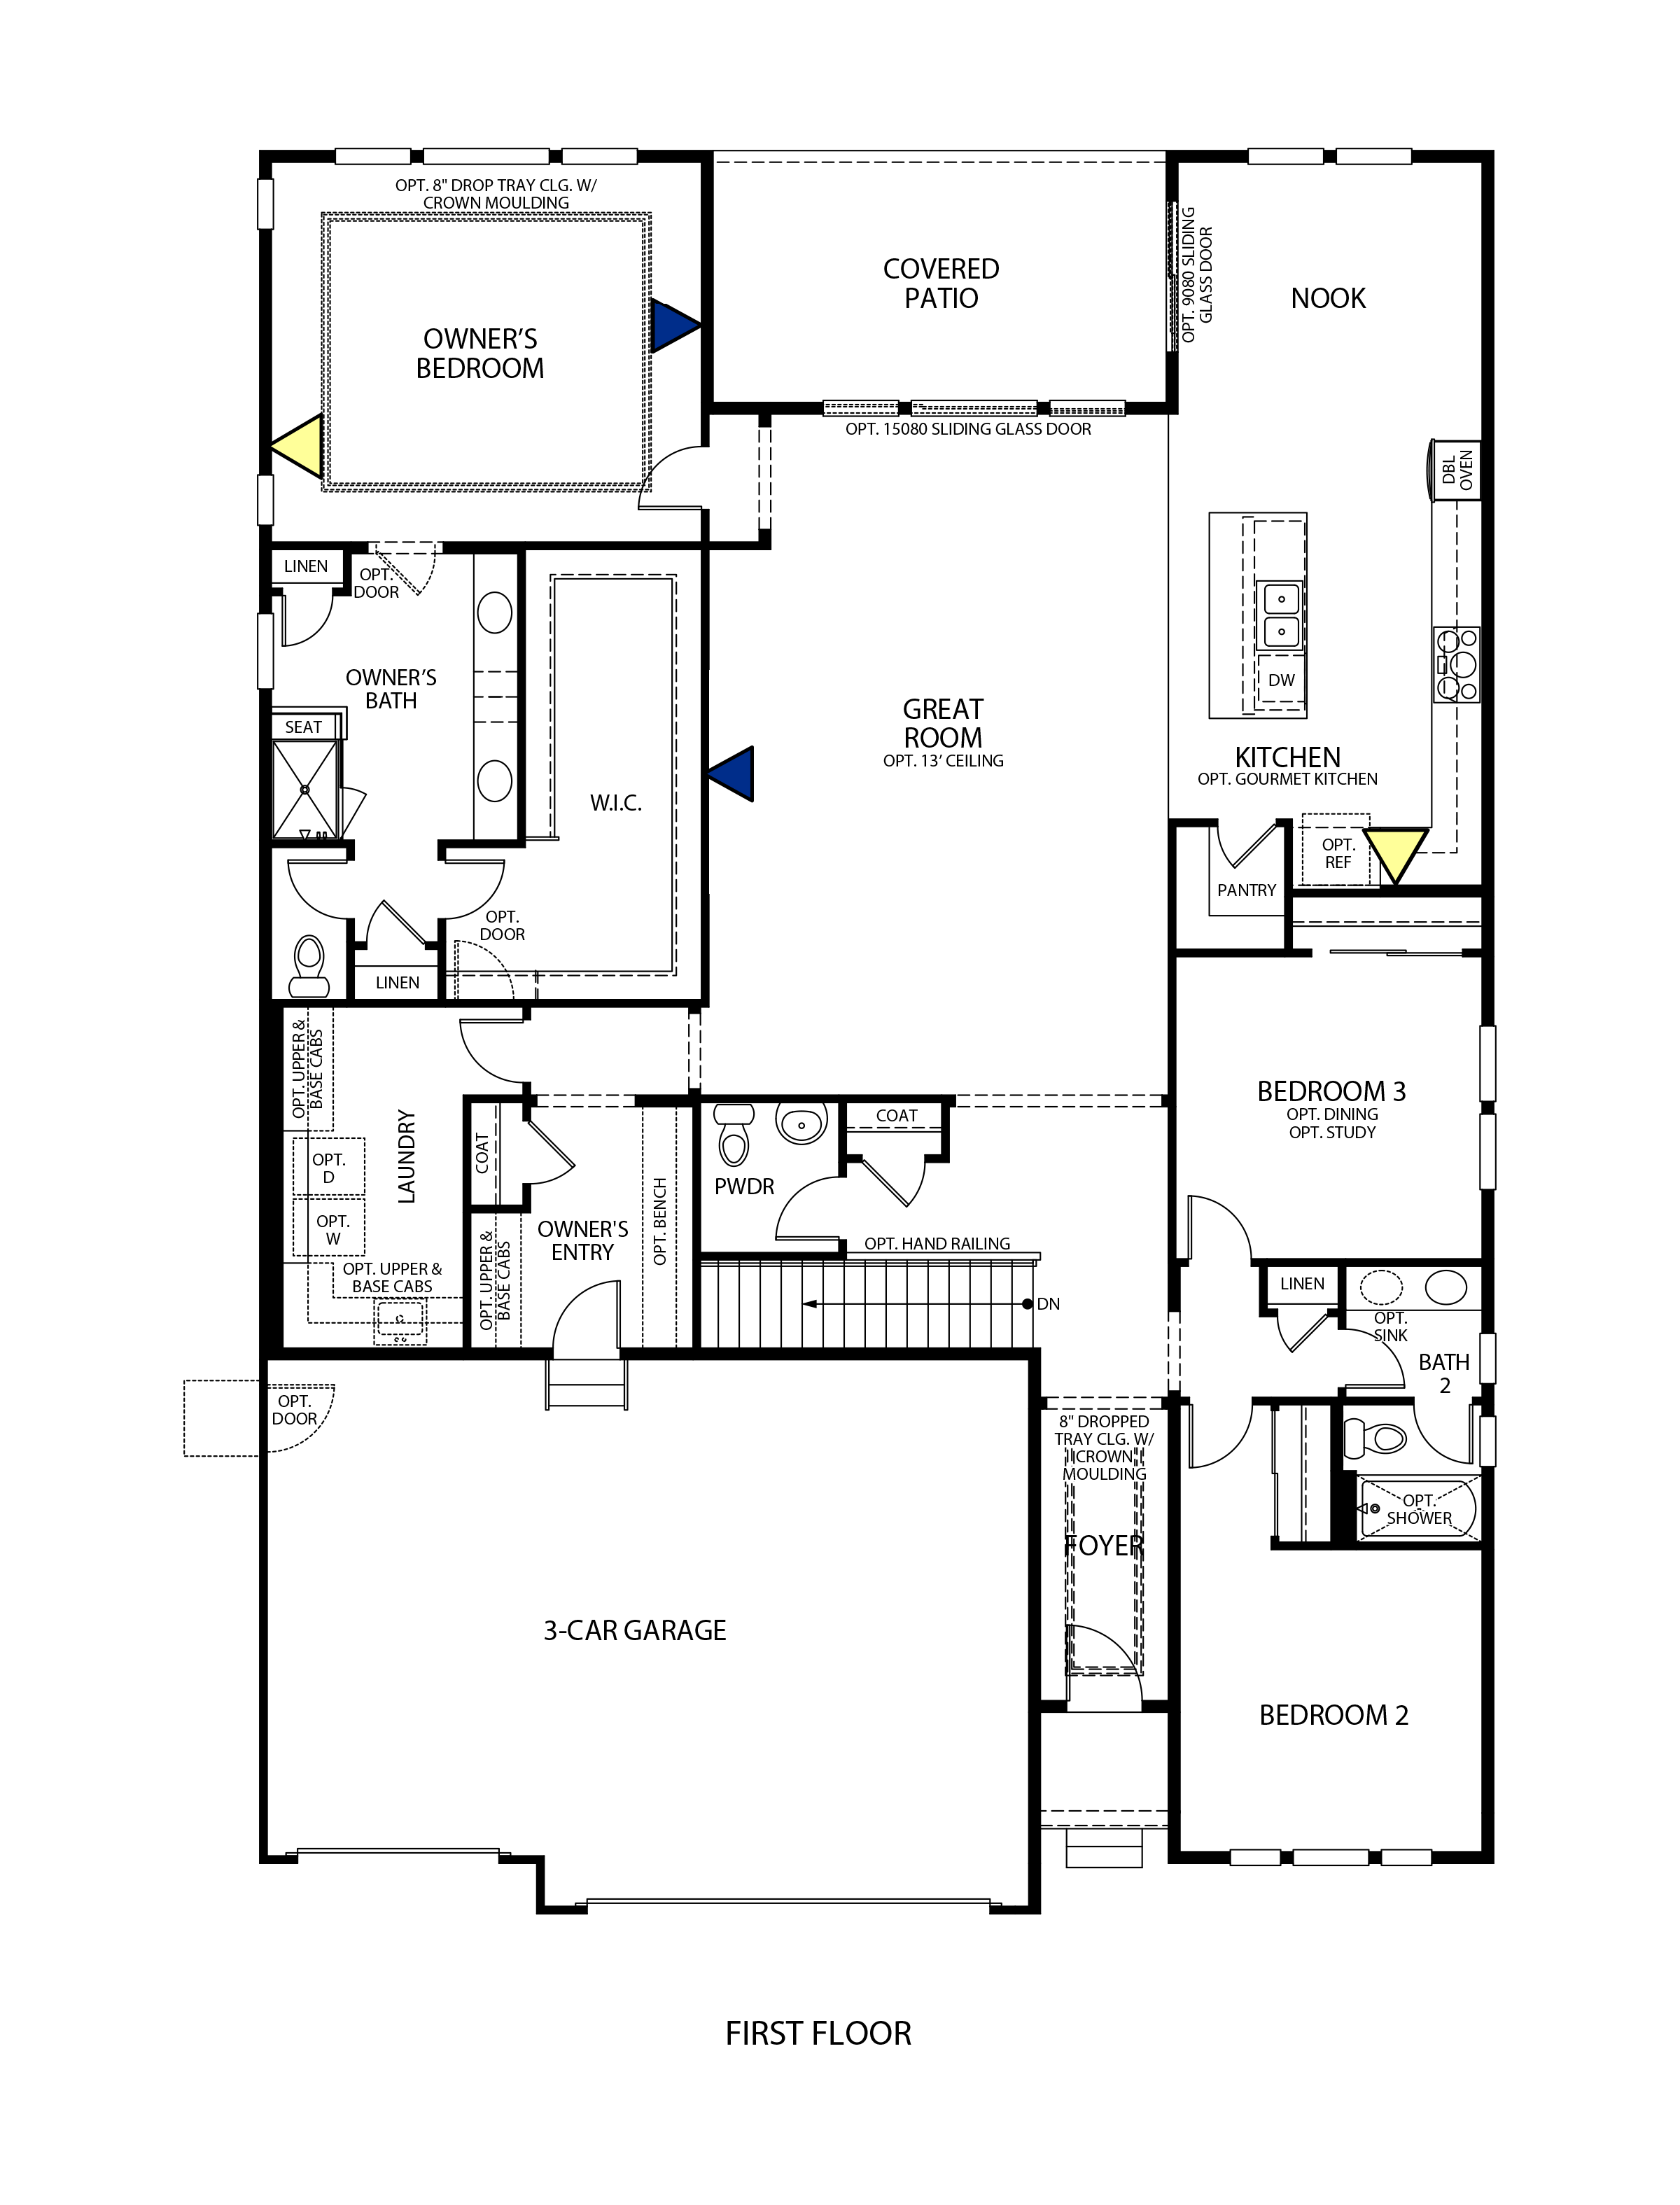 OPT. 8" DROP TRAY CLG. W/
CROWN MOULDING
OWNER’S
BEDROOM
COVERED
PATIO
OPT. 9080 SLIDING
GLASS DOOR
NOOK
OPT. 15080 SLIDING GLASS DOOR
DBL
OVEN
LINEN
OPT.
DOOR
OWNER’S
BATH
SEAT
W.I.C.
GREAT
ROOM
OPT. 13’ CEILING
DW
KITCHEN
OPT. GOURMET KITCHEN
OPT.
REF
PANTRY
OPT.
DOOR
LINEN
OPT. UPPER &
BASE CABS
LAUNDRY
OPT.
D
OPT.
W
OPT. UPPER &
BASE CABS
COAT
OWNER'S
ENTRY
OPT. UPPER &
BASE CABS
OPT. BENCH
PWDR
COAT
OPT. HAND RAILING
DN
BEDROOM 3
OPT. DINING
OPT. STUDY
LINEN
OPT.
SINK
BATH
2
OPT.
DOOR
8" DROPPED
TRAY CLG. W/
CROWN
MOULDING
FOYER
OPT.
SHOWER
3-CAR GARAGE
BEDROOM 2
FIRST FLOOR